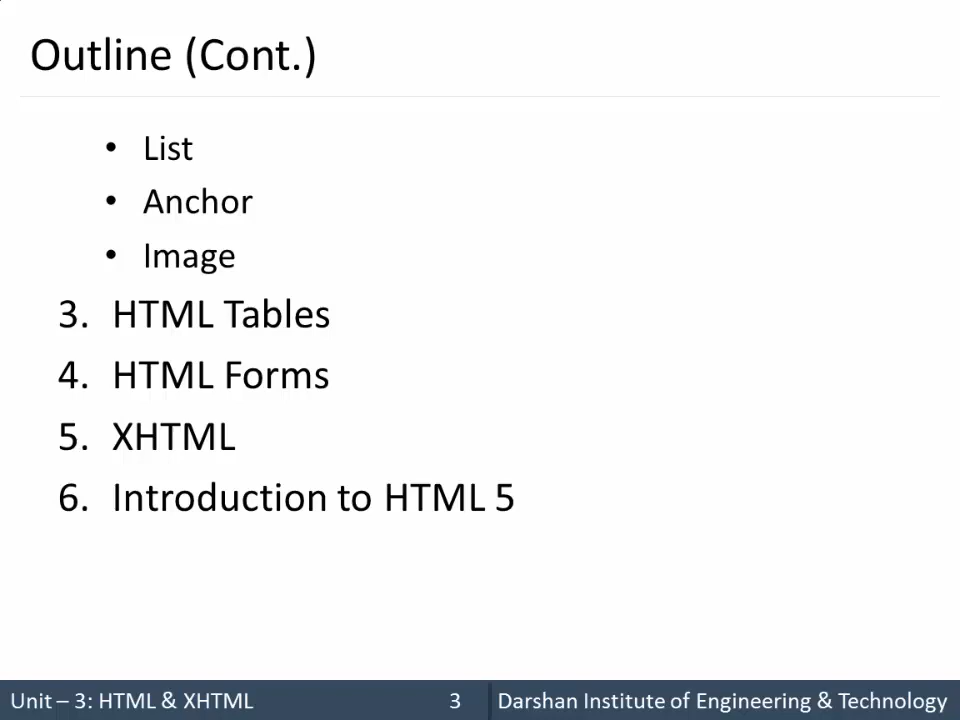 Outline (Cont.)
• List
• Anchor
• Image
3. HTML Tables
4. HTML Forms
5. XHTML
6. Introduction to HTML 5
Unit – 3: HTML & XHTML 3 Darshan Institute of Engineering & Technology